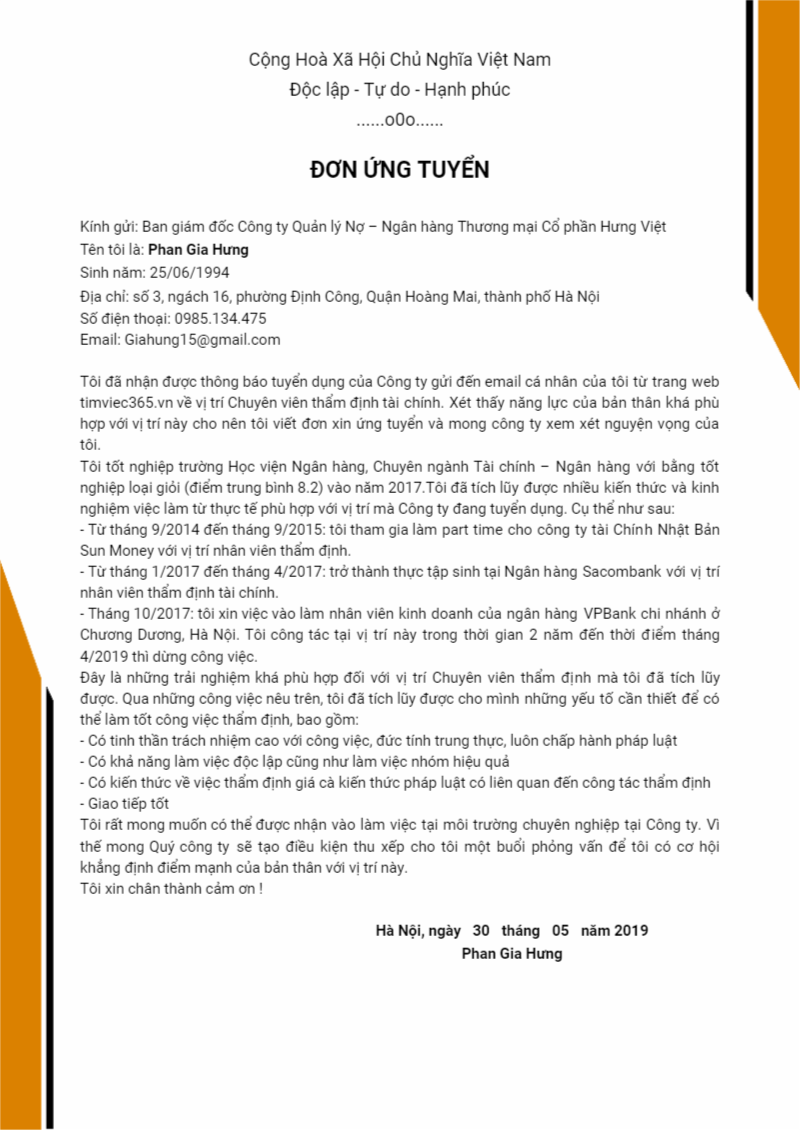 Cộng Hoà Xã Hội Chủ Nghĩa Việt Nam
Độc lập - Tự do - Hạnh phúc
......o0o......
ĐƠN ỨNG TUYỂN
Kính gửi: Ban giám đốc Công ty Quản lý Nợ – Ngân hàng Thương mại Cổ phần Hưng Việt
Tên tôi là: Phan Gia Hưng
Sinh năm: 25/06/1994
Địa chỉ: số 3, ngách 16, phường Định Công, Quận Hoàng Mai, thành phố Hà Nội
Số điện thoại: 0985.134.475
Email: Giahung15@gmail.com
Tôi đã nhận được thông báo tuyển dụng của Công ty gửi đến email cá nhân của tôi từ trang web
timviec365.vn về vị trí Chuyên viên thẩm định tài chính. Xét thấy năng lực của bản thân khá phù
hợp với vị trí này cho nên tôi viết đơn xin ứng tuyển và mong công ty xem xét nguyện vọng của
tôi.
Tôi tốt nghiệp trường Học viện Ngân hàng, Chuyên ngành Tài chính – Ngân hàng với bằng tốt
nghiệp loại giỏi (điểm trung bình 8.2) vào năm 2017.Tôi đã tích lũy được nhiều kiến thức và kinh
nghiệm việc làm từ thực tế phù hợp với vị trí mà Công ty đang tuyển dụng. Cụ thể như sau:
- Từ tháng 9/2014 đến tháng 9/2015: tôi tham gia làm part time cho công ty tài Chính Nhật Bản
Sun Money với vị trí nhân viên thẩm định.
- Từ tháng 1/2017 đến tháng 4/2017: trở thành thực tập sinh tại Ngân hàng Sacombank với vị trí
nhân viên thẩm định tài chính.
- Tháng 10/2017: tôi xin việc vào làm nhân viên kinh doanh của ngân hàng VPBank chi nhánh ở
Chương Dương, Hà Nội. Tôi công tác tại vị trí này trong thời gian 2 năm đến thời điểm tháng
4/2019 thì dừng công việc.
Đây là những trải nghiệm khá phù hợp đối với vị trí Chuyên viên thẩm định mà tôi đã tích lũy
được. Qua những công việc nêu trên, tôi đã tích lũy được cho mình những yếu tố cần thiết để có
thể làm tốt công việc thẩm định, bao gồm:
- Có tinh thần trách nhiệm cao với công việc, đức tính trung thực, luôn chấp hành pháp luật
- Có khả năng làm việc độc lập cũng như làm việc nhóm hiệu quả
- Có kiến thức về việc thẩm định giá cà kiến thức pháp luật có liên quan đến công tác thẩm định
- Giao tiếp tốt
Tôi rất mong muốn có thể được nhận vào làm việc tại môi trường chuyên nghiệp tại Công ty. Vì
thế mong Quý công ty sẽ tạo điều kiện thu xếp cho tôi một buổi phỏng vấn để tôi có cơ hội
khẳng định điểm mạnh của bản thân với vị trí này.
Tôi xin chân thành cảm ơn !
Hà Nội, ngày 30 tháng 05 năm 2019
Phan Gia Hưng